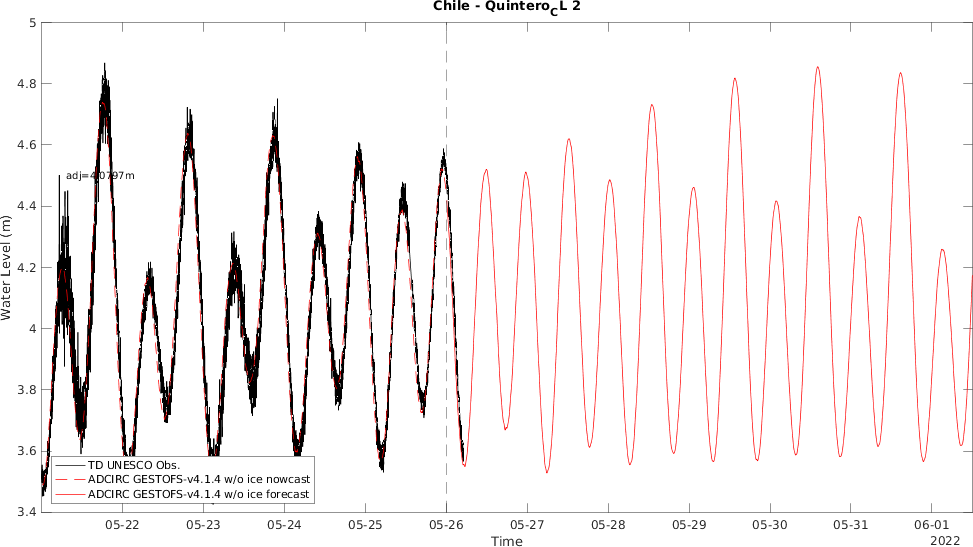 Chile - QuinteroCL 2
5
4.8
4.6
4.4
4.2
4
3.8
3.6
3.4
Water Level (m)
adj=4.0797m
TD UNESCO Obs.
ADCIRC GESTOFS-v4.1.4 w/o ice nowcast
ADCIRC GESTOFS-v4.1.4 w/o ice forecast
05-22 05-23 05-24 05-25 05-26 05-27 05-28 05-29 05-30 05-31 06-01
Time
2022